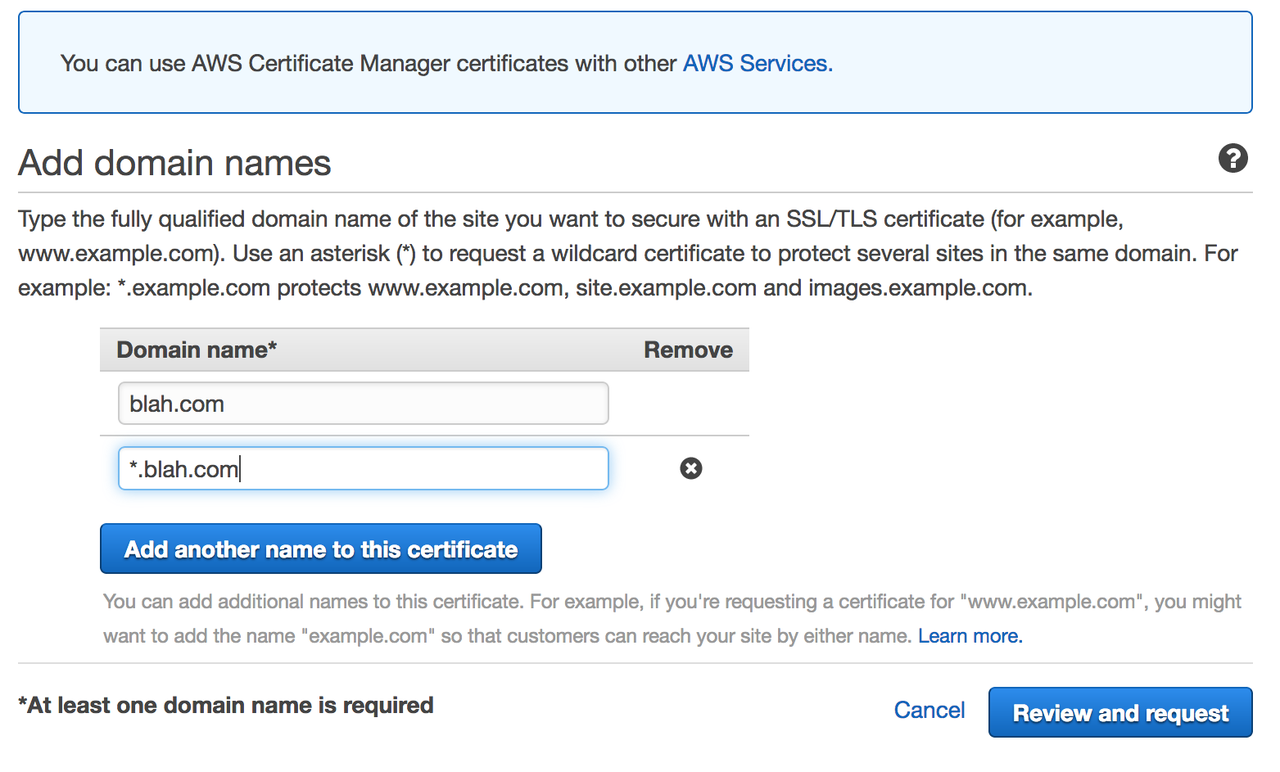 You can use AWS Certificate Manager certificates with other AWS Services.
Add domain names
Type the fully qualified domain name of the site you want to secure with an SSL/TLS certificate (for example,
www.example.com). Use an asterisk (*) to request a wildcard certificate to protect several sites in the same domain. For
example: *.example.com protects www.example.com, site.example.com and images.example.com.
Domain name* Remove
blah.com
*.blah.com
Add another name to this certificate
You can add additional names to this certificate. For example, if you're requesting a certificate for "www.example.com", you might
want to add the name "example.com" so that customers can reach your site by either name. Learn more.
*At least one domain name is required
Cancel Review and request